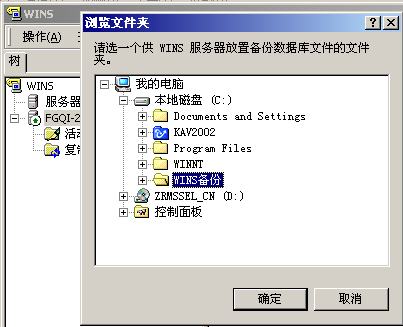 WINS
操作(A)
树
WINS
服务器
FGQI-2
活动
复制
浏览文件夹
请选一个供 WINS 服务器放置备份数据库文件的文件
夹。
我的电脑
本地磁盘 (C:)
Documents and Settings
KAV2002
Program Files
WINNT
WINS备份
ZRMSSEL_CN (D:)
控制面板
确定
取消